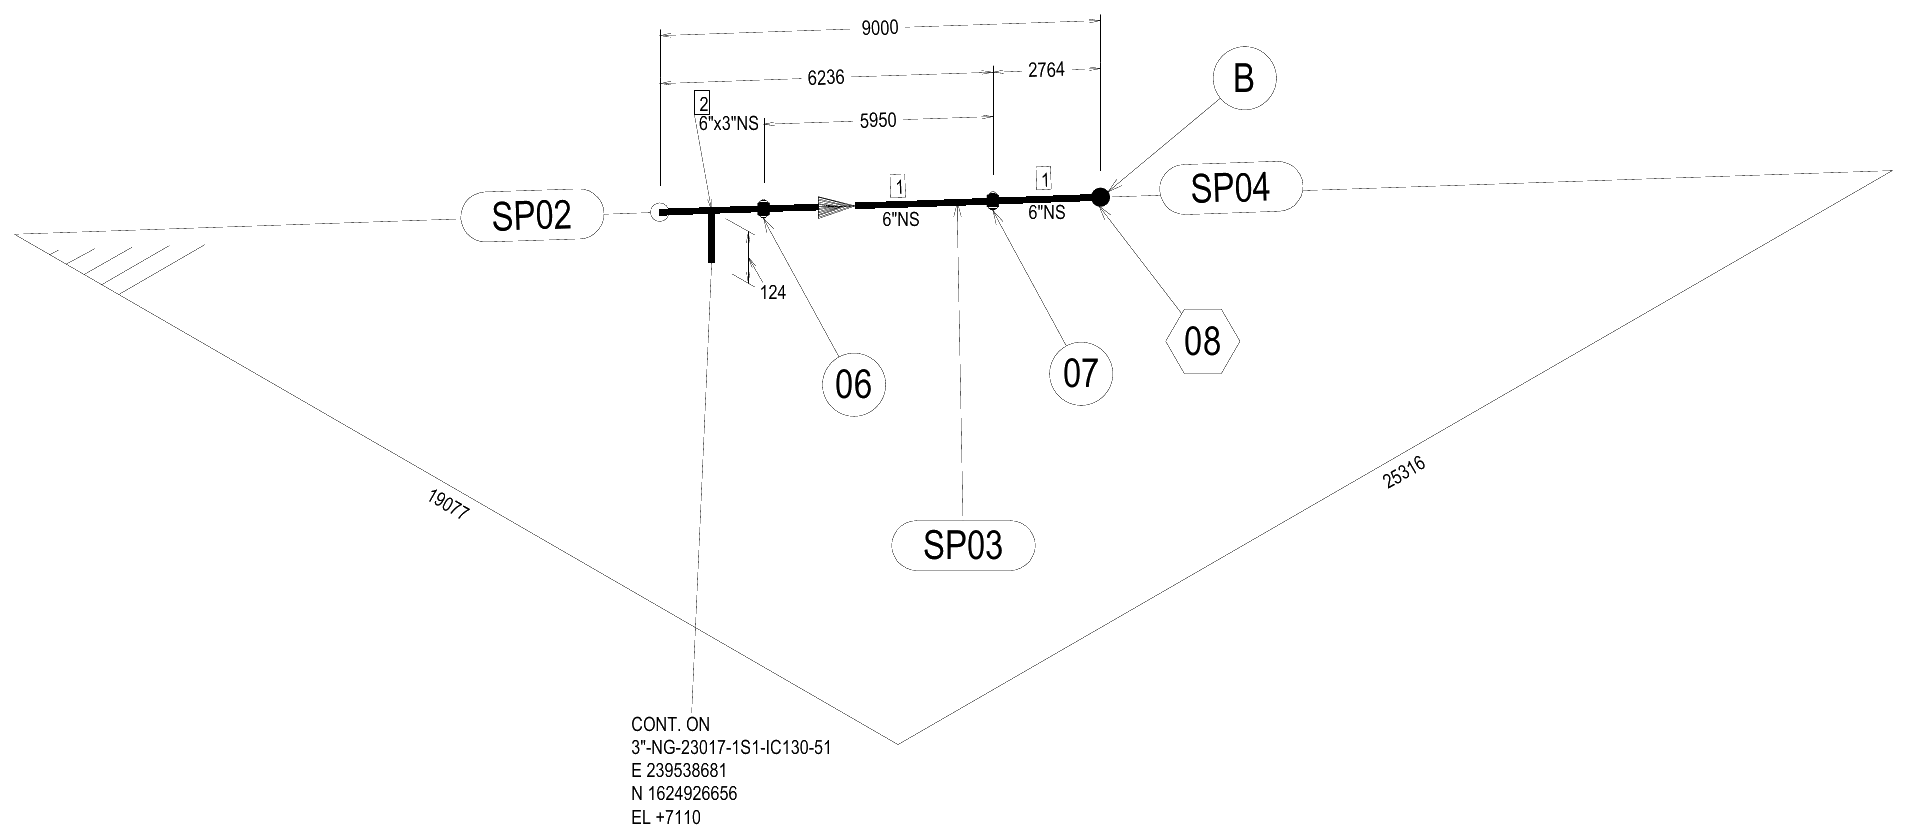 9000
6236
2764
5950
B
2
6"x3"NS
1
6"NS
1
6"NS
SP02
SP04
124
06
07
08
SP03
19077
25316
CONT. ON
3"-NG-23017-1S1-IC130-51
E 239538681
N 1624926656
EL +7110